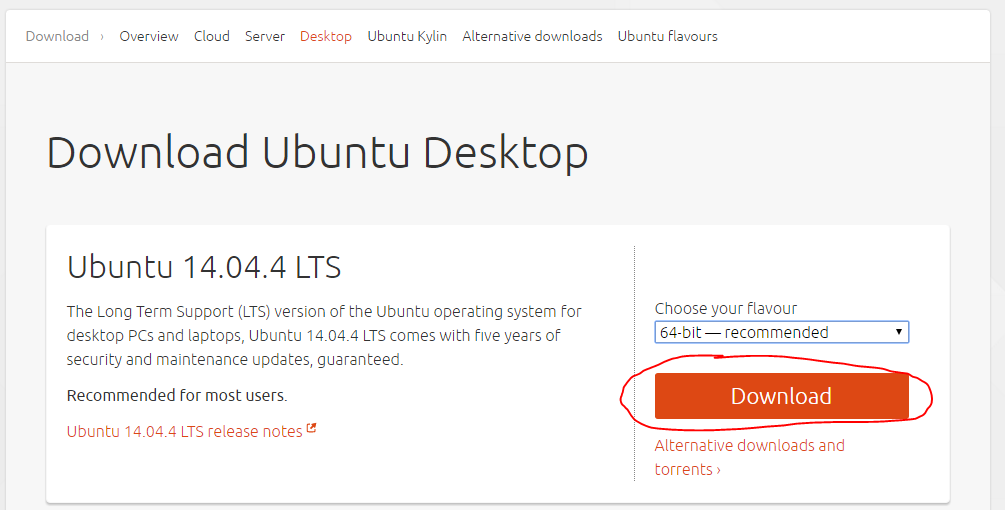 Download › Overview Cloud Server Desktop Ubuntu Kylin Alternative downloads Ubuntu flavours
Download Ubuntu Desktop
Ubuntu 14.04.4 LTS
The Long Term Support (LTS) version of the Ubuntu operating system for
desktop PCs and laptops, Ubuntu 14.04.4 LTS comes with five years of
security and maintenance updates, guaranteed.
Recommended for most users.
Ubuntu 14.04.4 LTS release notes
Choose your flavour
64-bit — recommended
Download
Alternative downloads and
torrents ›